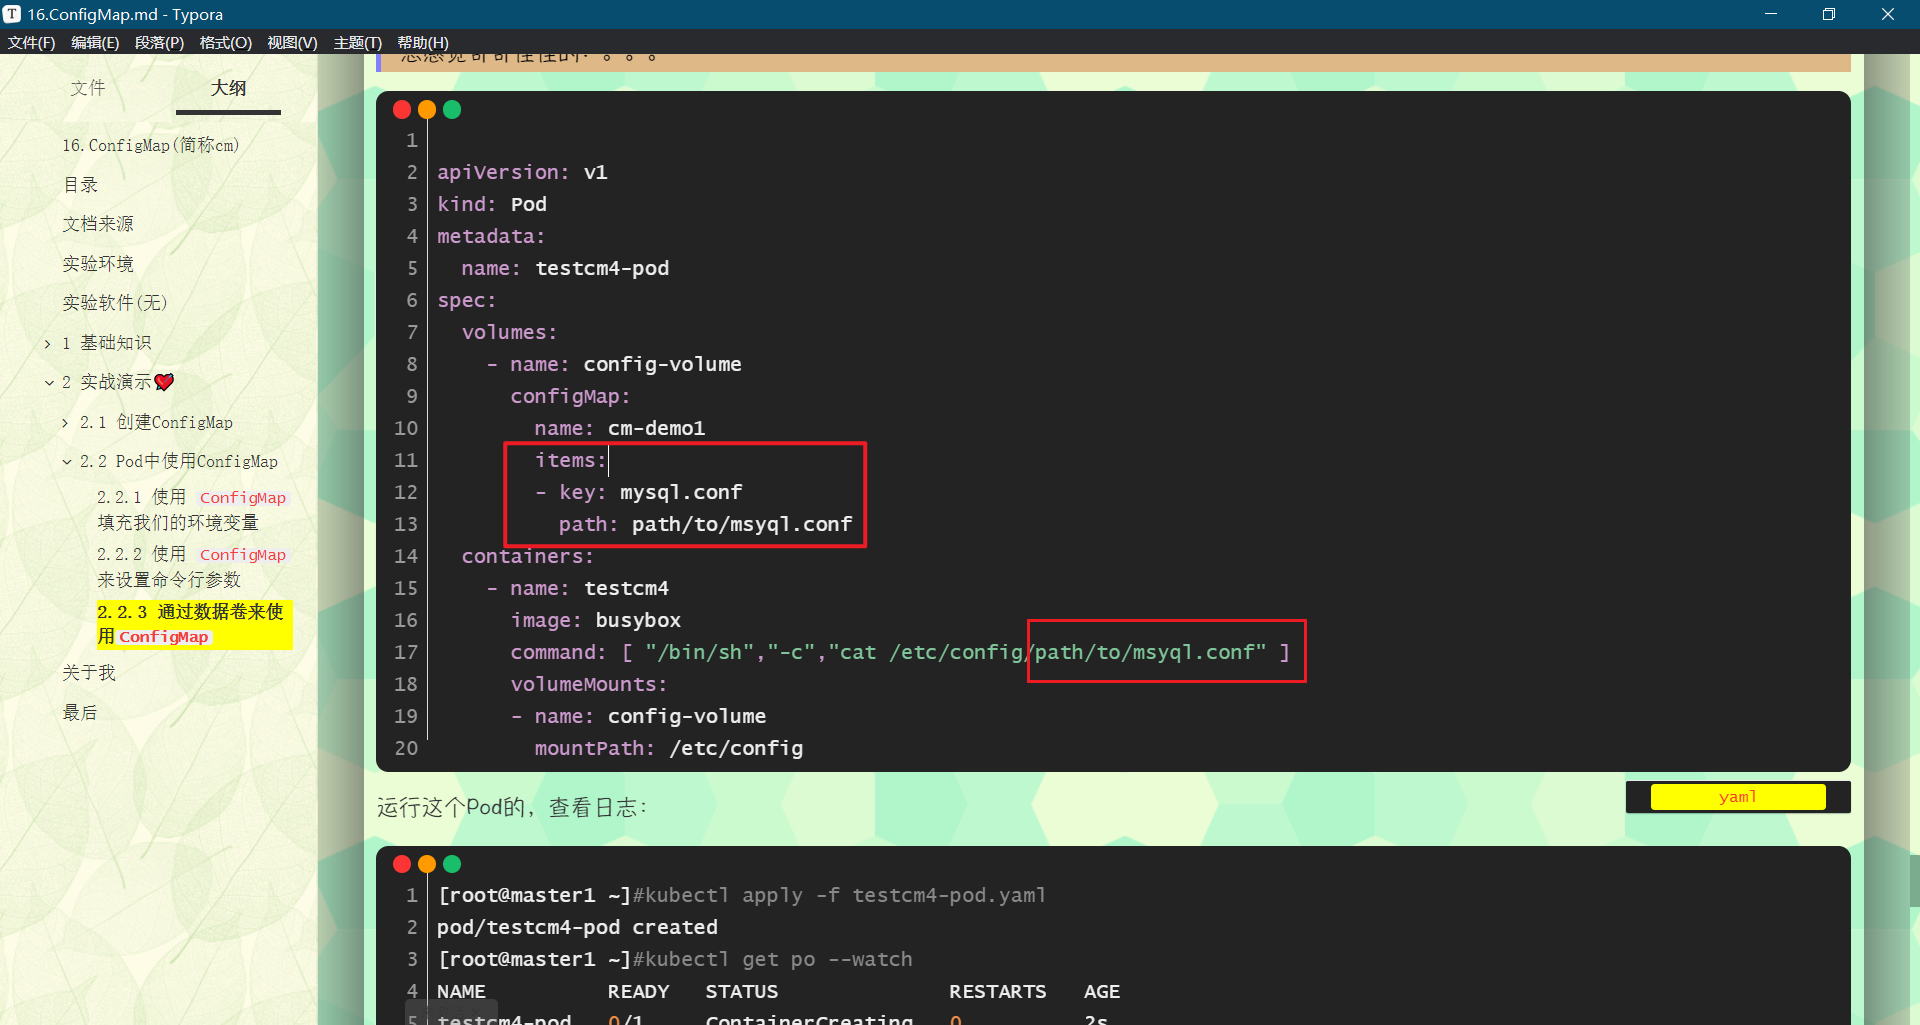 16.ConfigMap.md - Typora
文件(F) 编辑(E) 段落(P) 格式(O) 视图(V) 主题(T) 帮助(H)
文件 大纲
16.ConfigMap(简称cm)
目录
文档来源
实验环境
实验软件(无)
1 基础知识
2 实战演示
2.1 创建ConfigMap
2.2 Pod中使用ConfigMap
2.2.1 使用 ConfigMap
填充我们的环境变量
2.2.2 使用 ConfigMap
来设置命令行参数
2.2.3 通过数据卷来使
用 ConfigMap
关于我
最后
1
2 apiVersion: v1
3 kind: Pod
4 metadata:
5   name: testcm4-pod
6 spec:
7   volumes:
8     - name: config-volume
9       configMap:
10         name: cm-demo1
11         items:
12         - key: mysql.conf
13           path: path/to/msyql.conf
14   containers:
15     - name: testcm4
16       image: busybox
17       command: [ "/bin/sh","-c","cat /etc/config/path/to/msyql.conf" ]
18       volumeMounts:
19       - name: config-volume
20         mountPath: /etc/config
yaml
运行这个Pod的，查看日志：
1 [root@master1 ~]#kubectl apply -f testcm4-pod.yaml
2 pod/testcm4-pod created
3 [root@master1 ~]#kubectl get po --watch
4 NAME READY STATUS RESTARTS AGE
5 testcm4-pod 0/1 ContainerCreating 0 2s